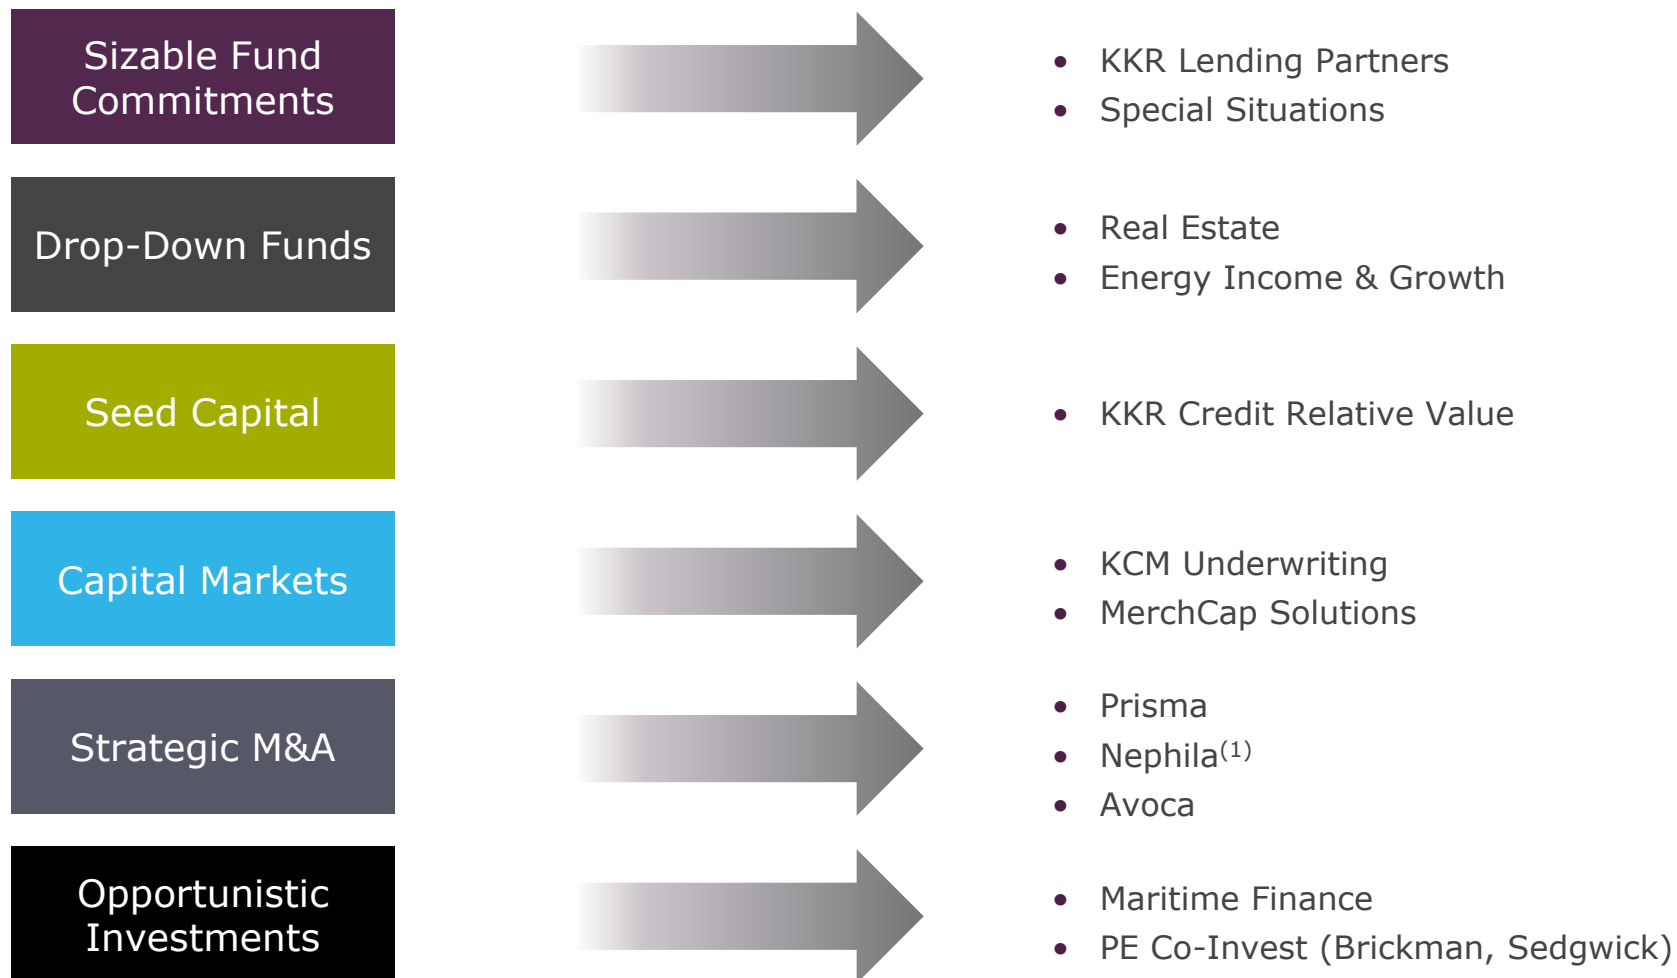 Sizable Fund
Commitments
• KKR Lending Partners
• Special Situations
Drop-Down Funds
• Real Estate
• Energy Income & Growth
Seed Capital
• KKR Credit Relative Value
Capital Markets
• KCM Underwriting
• MerchCap Solutions
Strategic M&A
• Prisma
• Nephila(1)
• Avoca
Opportunistic
Investments
• Maritime Finance
• PE Co-Invest (Brickman, Sedgwick)